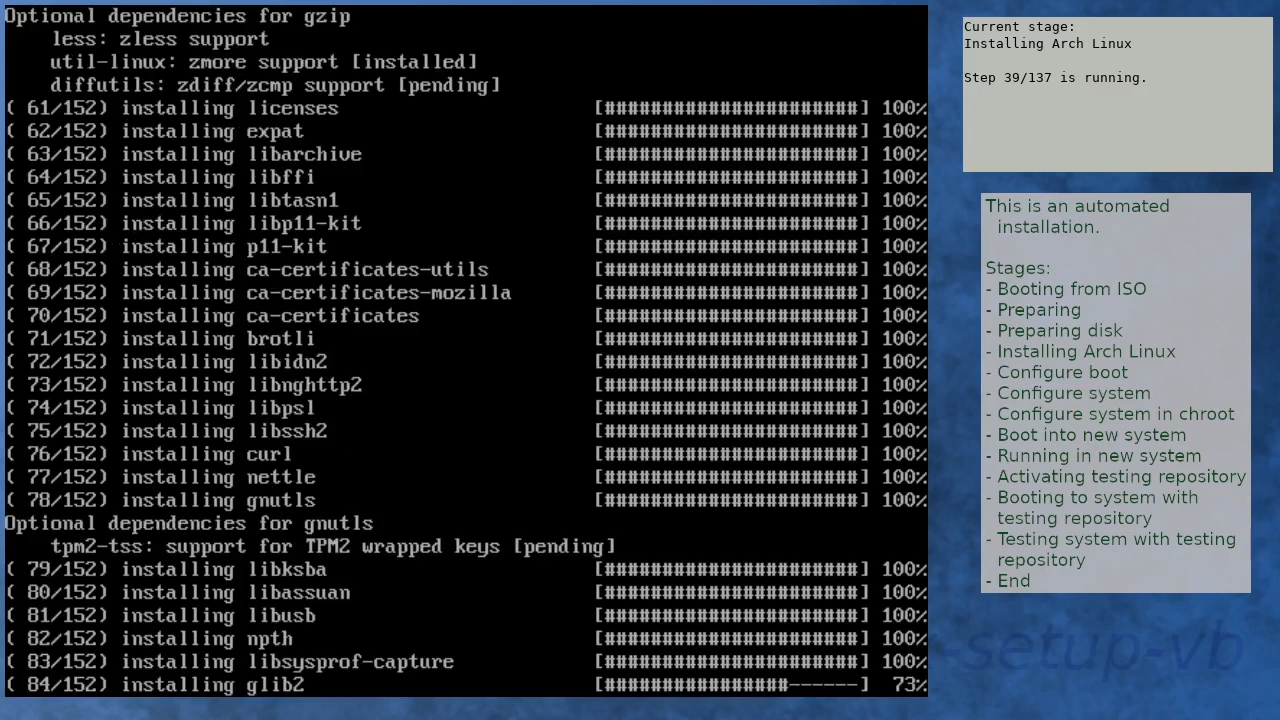 Optional dependencies for gzip
    less: zless support
    util-linux: zmore support [installed]
    diffutils: zdiff/zcmp support [pending]
( 61/152) installing licenses [######################] 100%
( 62/152) installing expat [######################] 100%
( 63/152) installing libarchive [######################] 100%
( 64/152) installing libffi [######################] 100%
( 65/152) installing libtasn1 [######################] 100%
( 66/152) installing libp11-kit [######################] 100%
( 67/152) installing p11-kit [######################] 100%
( 68/152) installing ca-certificates-utils [######################] 100%
( 69/152) installing ca-certificates-mozilla [######################] 100%
( 70/152) installing ca-certificates [######################] 100%
( 71/152) installing brotli [######################] 100%
( 72/152) installing libidn2 [######################] 100%
( 73/152) installing libnghttp2 [######################] 100%
( 74/152) installing libpsl [######################] 100%
( 75/152) installing libssh2 [######################] 100%
( 76/152) installing curl [######################] 100%
( 77/152) installing nettle [######################] 100%
( 78/152) installing gnutls [######################] 100%
Optional dependencies for gnutls
    tpm2-tss: support for TPM2 wrapped keys [pending]
( 79/152) installing libksba [######################] 100%
( 80/152) installing libassuan [######################] 100%
( 81/152) installing libusb [######################] 100%
( 82/152) installing npth [######################] 100%
( 83/152) installing libsysprof-capture [######################] 100%
( 84/152) installing glib2 [################------] 73%
Current stage:
Installing Arch Linux
Step 39/137 is running.
This is an automated
installation.
Stages:
- Booting from ISO
- Preparing
- Preparing disk
- Installing Arch Linux
- Configure boot
- Configure system
- Configure system in chroot
- Boot into new system
- Running in new system
- Activating testing repository
- Booting to system with
testing repository
- Testing system with testing
repository
- End
-setup-vb